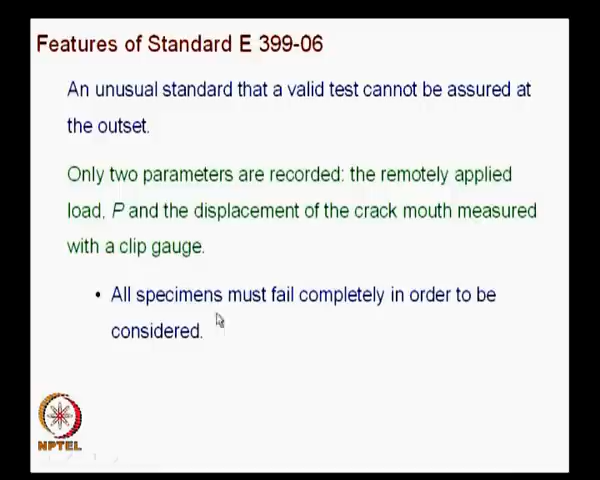 Features of Standard E 399-06
An unusual standard that a valid test cannot be assured at
the outset.
Only two parameters are recorded: the remotely applied
load, P and the displacement of the crack mouth measured
with a clip gauge.
• All specimens must fail completely in order to be
considered.
NPTEL